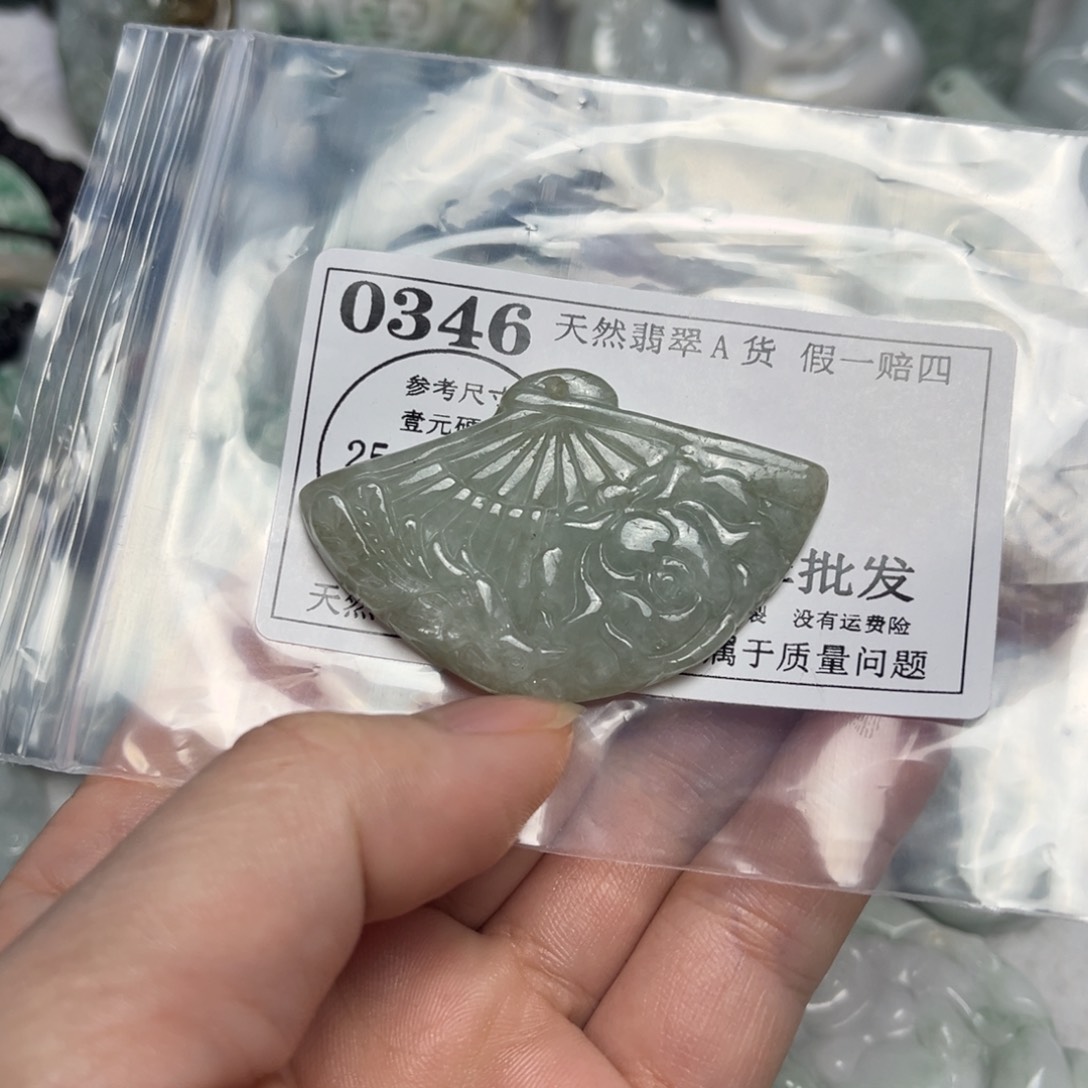 0346 天然翡翠A货 假一赔四
参考尺寸
壹元硬
25
批发
天然
裂 没有运费险
属于质量问题